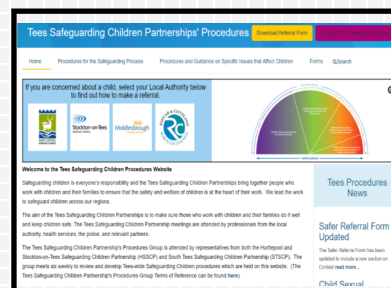 Tees Safeguarding Children Partnerships' Procedures
Download Referral Form
Home
Procedures for the Safeguarding Process
Procedures and Guidance on Specific Issues that Affect Children
Forms
Search
If you are concerned about a child, select your Local Authority below
to find out how to make a referral.
Stockton-on-Tees
Middlesbrough
Welcome to the Tees Safeguarding Children Procedures Website
Safeguarding children is everyone's responsibility and the Tees Safeguarding Children Partnerships bring together people who
work with children and their families to ensure that the safety and welfare of children is at the heart of their work. We lead the work
to safeguard children across our regions.
The aim of the Tees Safeguarding Children Partnerships is to make sure those who work with children and their families do it well
and keep children safe. The Tees Safeguarding Children Partnership meetings are attended by professionals from the local
authority, health services, the police, and relevant partners.
The Tees Safeguarding Children Partnership's Procedures Group is attended by representatives from both the Hartlepool and
Stockton-on-Tees Safeguarding Children Partnership (HSSCP) and South Tees Safeguarding Children Partnership (STSCP). The
group meets six weekly to review and develop Tees-wide Safeguarding Children procedures which are held on this website. (The
Tees Safeguarding Children Partnership's Procedures Group Terms of Reference can be found here)
Tees Procedures
News
Safer Referral Form
Updated
The Safer Referral Form has been
updated to include a new section on
Context read more...
Child Sexual